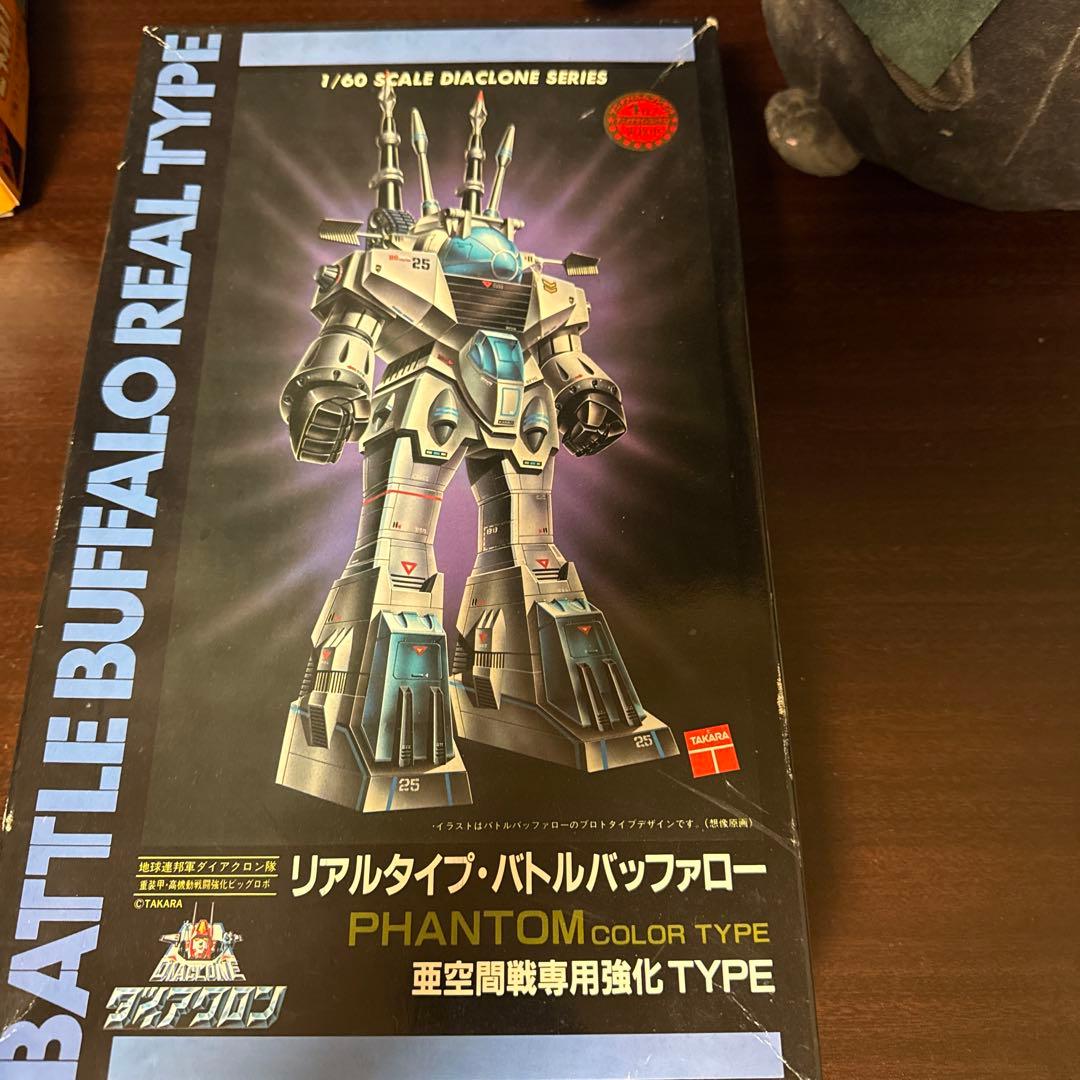 BATTLE BUFFALO REAL TYPE
1/60 SCALE DIACLONE SERIES
25
25
25
TAKARA
T
・イラストはバトルバッファローのプロトタイプデザインです。(想像原画)
地球連邦軍ダイアクロン隊
重装甲・高機動戦闘強化ビッグロボ
©TAKARA
リアルタイプ・バトルバッファロー
PHANTOM COLOR TYPE
亜空間戦専用強化TYPE
DIACLONE
ダイアクロン